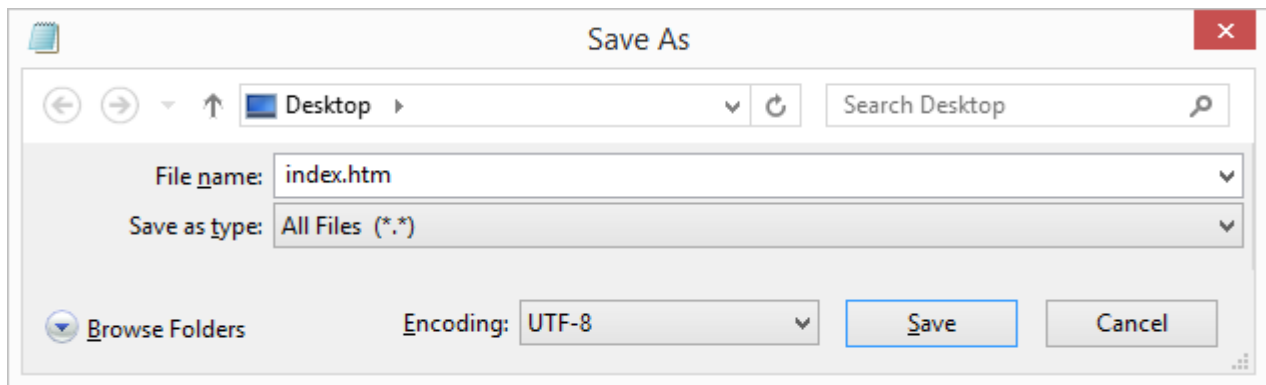 Save As
Desktop
Search Desktop
File name: index.htm
Save as type: All Files (*.*)
Browse Folders
Encoding: UTF-8
Save
Cancel